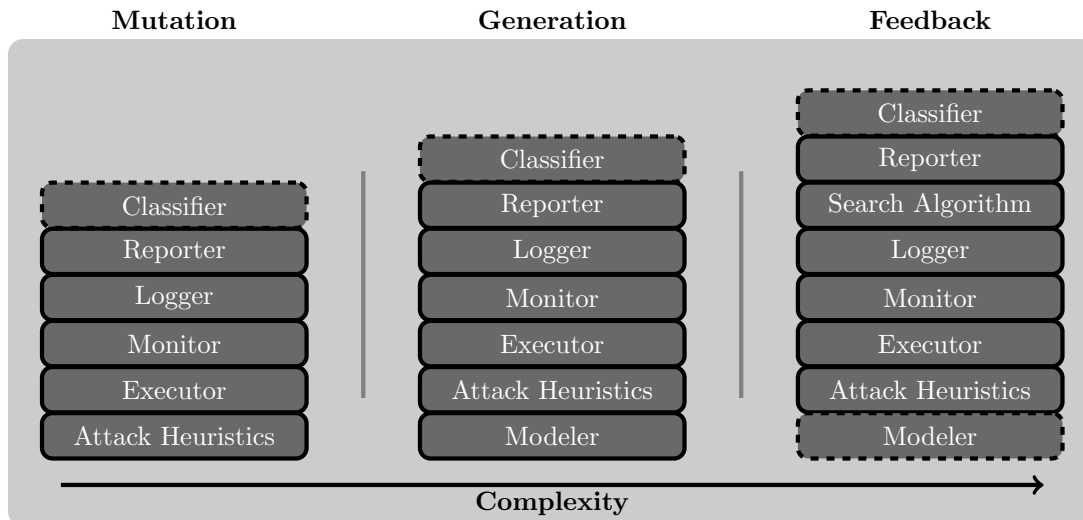 Mutation
Classifier
Reporter
Logger
Monitor
Executor
Attack Heuristics
Generation
Classifier
Reporter
Logger
Monitor
Executor
Attack Heuristics
Modeler
Feedback
Classifier
Reporter
Search Algorithm
Logger
Monitor
Executor
Attack Heuristics
Modeler
Complexity